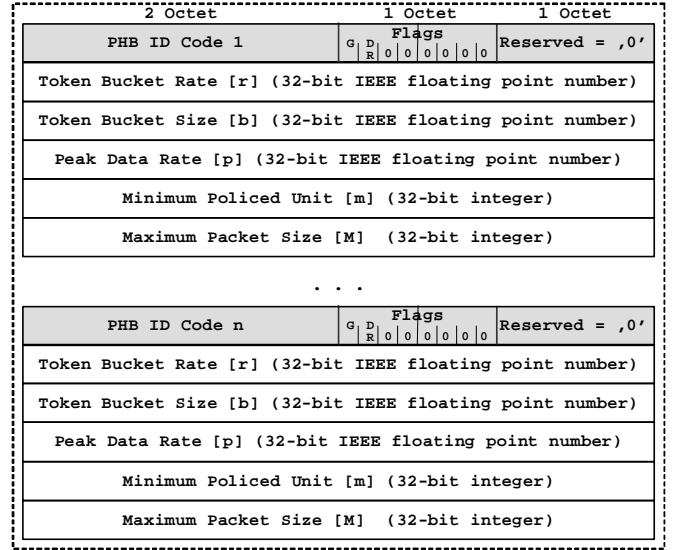 2 Octet 1 Octet 1 Octet
PHB ID Code 1 G D R Flags 0 0 0 0 0 0 Reserved = ‚0’
Token Bucket Rate [r] (32-bit IEEE floating point number)
Token Bucket Size [b] (32-bit IEEE floating point number)
Peak Data Rate [p] (32-bit IEEE floating point number)
Minimum Policed Unit [m] (32-bit integer)
Maximum Packet Size [M] (32-bit integer)
. . .
PHB ID Code n G D R Flags 0 0 0 0 0 0 Reserved = ‚0’
Token Bucket Rate [r] (32-bit IEEE floating point number)
Token Bucket Size [b] (32-bit IEEE floating point number)
Peak Data Rate [p] (32-bit IEEE floating point number)
Minimum Policed Unit [m] (32-bit integer)
Maximum Packet Size [M] (32-bit integer)